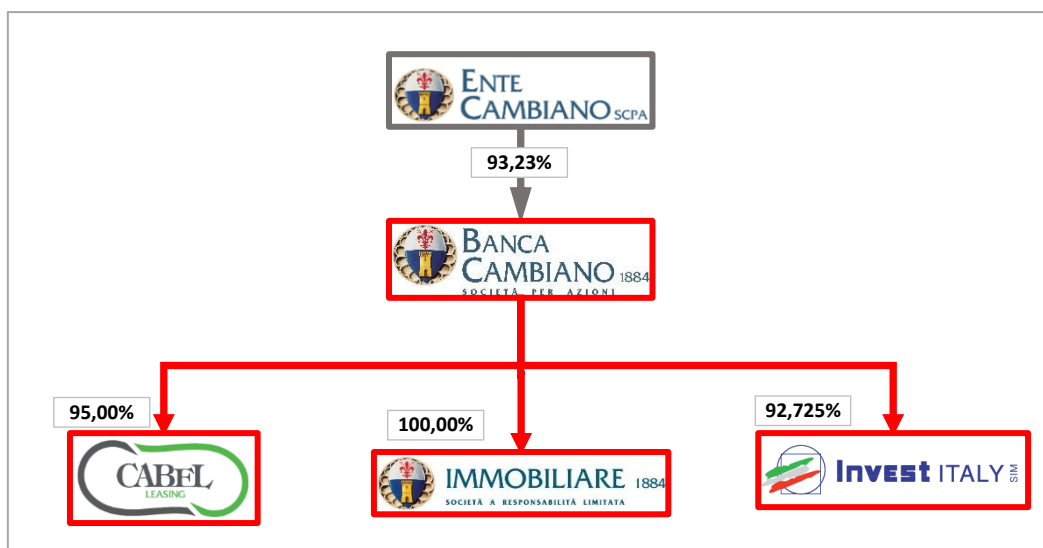 ENTE
CAMBIANO SCPA
93,23%
BANCA
CAMBIANO 1884
SOCIETÀ PER AZIONI
95,00%
100,00%
92,725%
CABEL
LEASING
IMMOBILIARE 1884
SOCIETÀ A RESPONSABILITÀ LIMITATA
Invest ITALY SIM